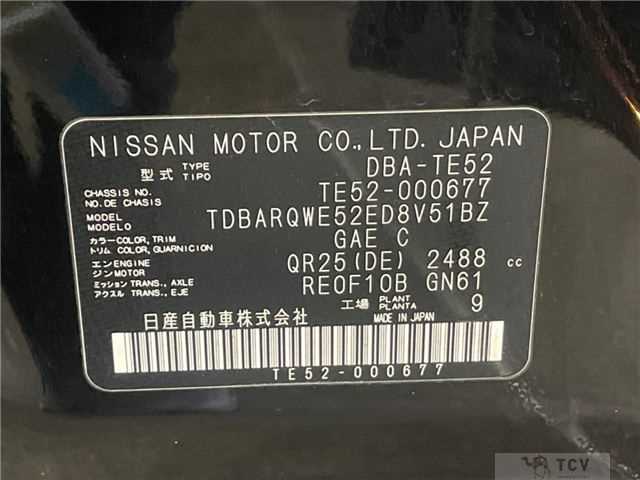 NISSAN MOTOR CO.,LTD. JAPAN
型式 TYPE TIPO DBA-TE52
CHASSIS NO. NO.DE CHASIS TE52-000677
MODEL MODELO TDBARQWE52ED8V51BZ
カラー COLOR, TRIM トリム COLOR, GUARNICION GAE C
エンジン ENGINE MOTOR QR25(DE) 2488 cc
ミッション TRANS., AXLE アクスル TRANS., EJE RE0F10B GN61
工場 PLANT PLANTA 9
日産自動車株式会社 MADE IN JAPAN
TE52-000677
TCV